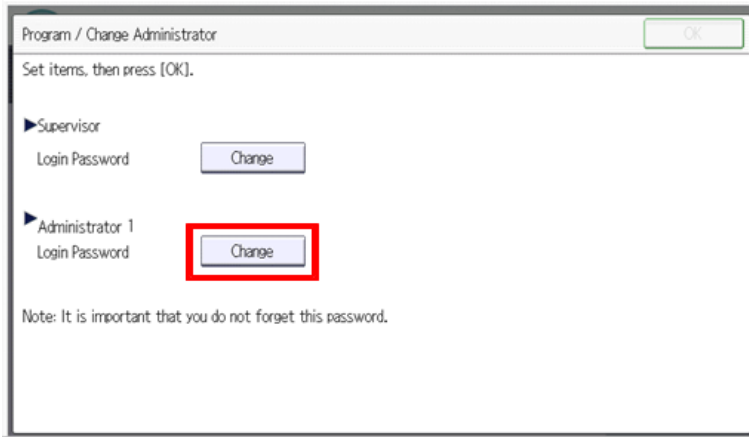 Program / Change Administrator
OK
Set items, then press [OK].
▶Supervisor
Login Password Change
▶Administrator 1
Login Password Change
Note: It is important that you do not forget this password.